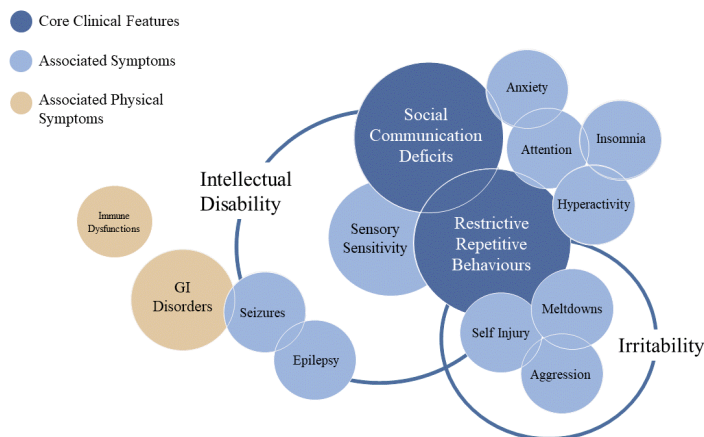 Core Clinical Features
Associated Symptoms
Associated Physical
Symptoms
Social
Communication
Deficits
Anxiety
Attention
Insomnia
Hyperactivity
Intellectual
Disability
Sensory
Sensitivity
Restrictive
Repetitive
Behaviours
Immune
Dysfunctions
GI
Disorders
Seizures
Epilepsy
Self Injury
Meltdowns
Aggression
Irritability